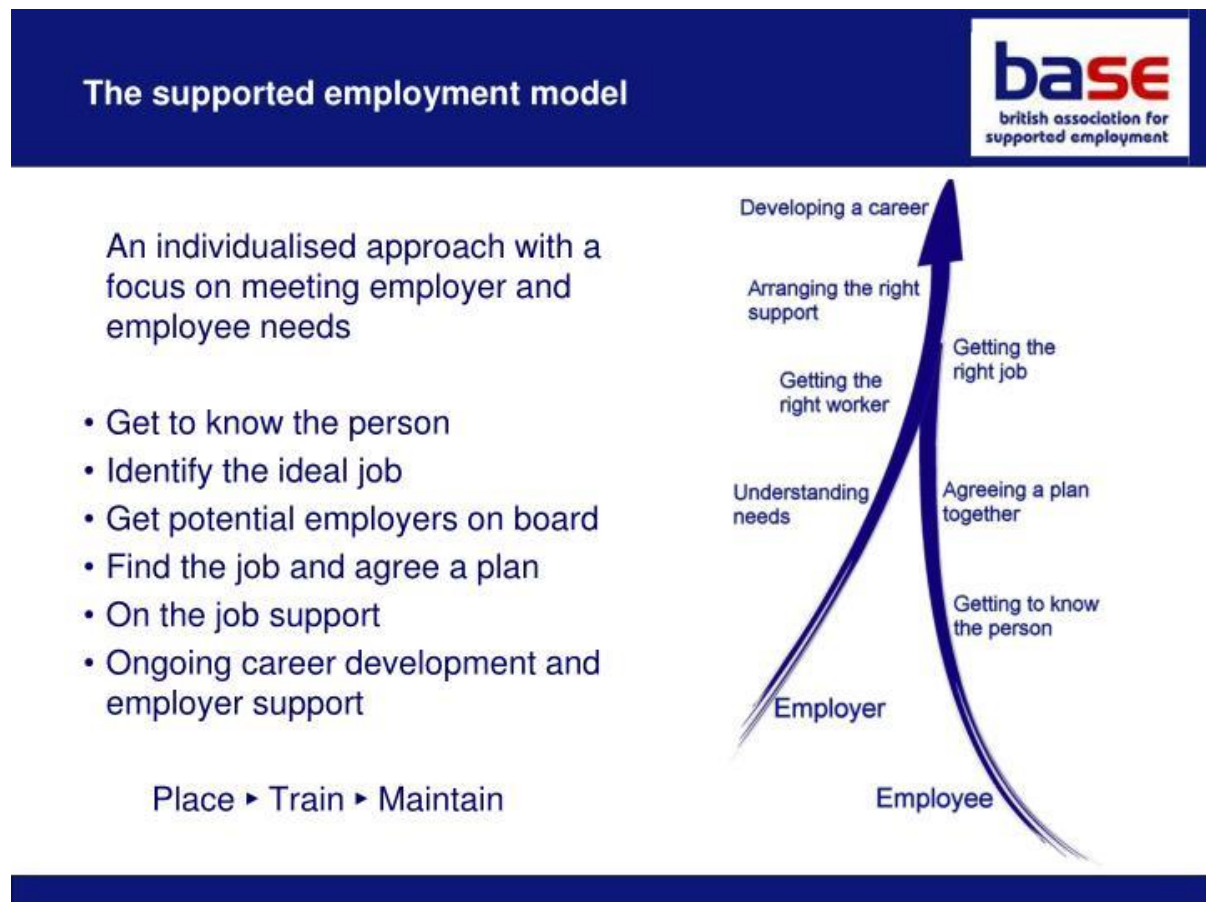 The supported employment model
base
british association for
supported employment
An individualised approach with a
focus on meeting employer and
employee needs
• Get to know the person
• Identify the ideal job
• Get potential employers on board
• Find the job and agree a plan
• On the job support
• Ongoing career development and
employer support
Place ▸ Train ▸ Maintain
Developing a career
Arranging the right
support
Getting the
right job
Getting the
right worker
Understanding
needs
Agreeing a plan
together
Getting to know
the person
Employer
Employee